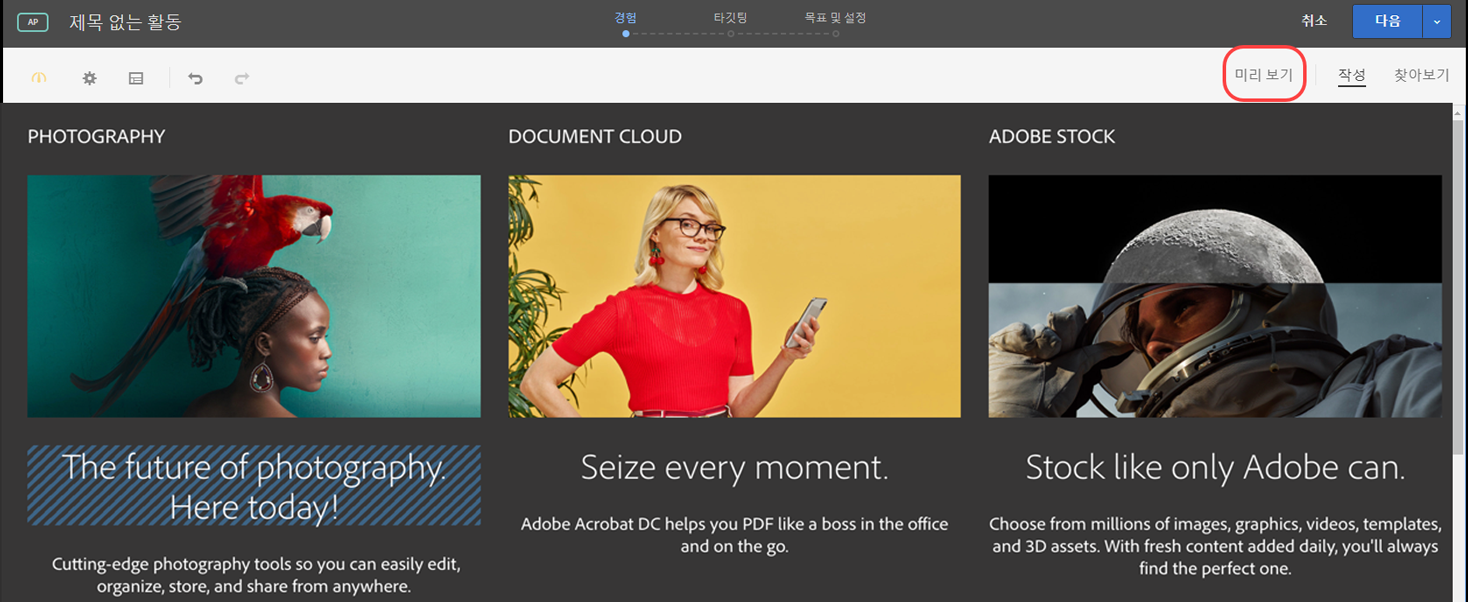 AP 제목 없는 활동 경험 타깃팅 목표 및 설정 취소 다음
미리 보기 작성 찾아보기
PHOTOGRAPHY
DOCUMENT CLOUD
ADOBE STOCK
The future of photography.
Here today!
Cutting-edge photography tools so you can easily edit,
organize, store, and share from anywhere.
Seize every moment.
Adobe Acrobat DC helps you PDF like a boss in the office
and on the go.
Stock like only Adobe can.
Choose from millions of images, graphics, videos, templates,
and 3D assets. With fresh content added daily, you'll always
find the perfect one.